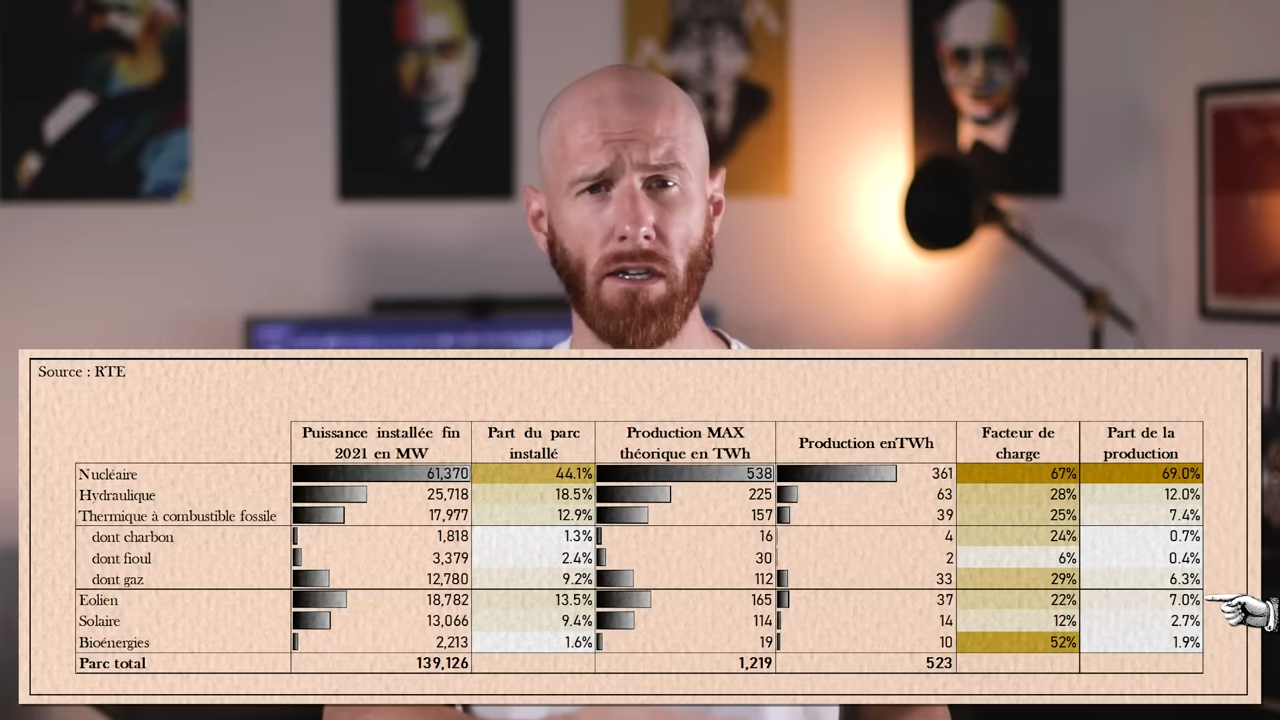 Source : RTE
Puissance installée fin 2021 en MW Part du parc installé Production MAX théorique en TWh Production enTWh Facteur de charge Part de la production
Nucléaire 61,370 44.1% 538 361 67% 69.0%
Hydraulique 25,718 18.5% 225 63 28% 12.0%
Thermique à combustible fossile 17,977 12.9% 157 39 25% 7.4%
dont charbon 1,818 1.3% 16 4 24% 0.7%
dont fioul 3,379 2.4% 30 2 6% 0.4%
dont gaz 12,780 9.2% 112 33 29% 6.3%
Eolien 18,782 13.5% 165 37 22% 7.0%
Solaire 13,066 9.4% 114 14 12% 2.7%
Bioénergies 2,213 1.6% 19 10 52% 1.9%
Parc total 139,126 1,219 523